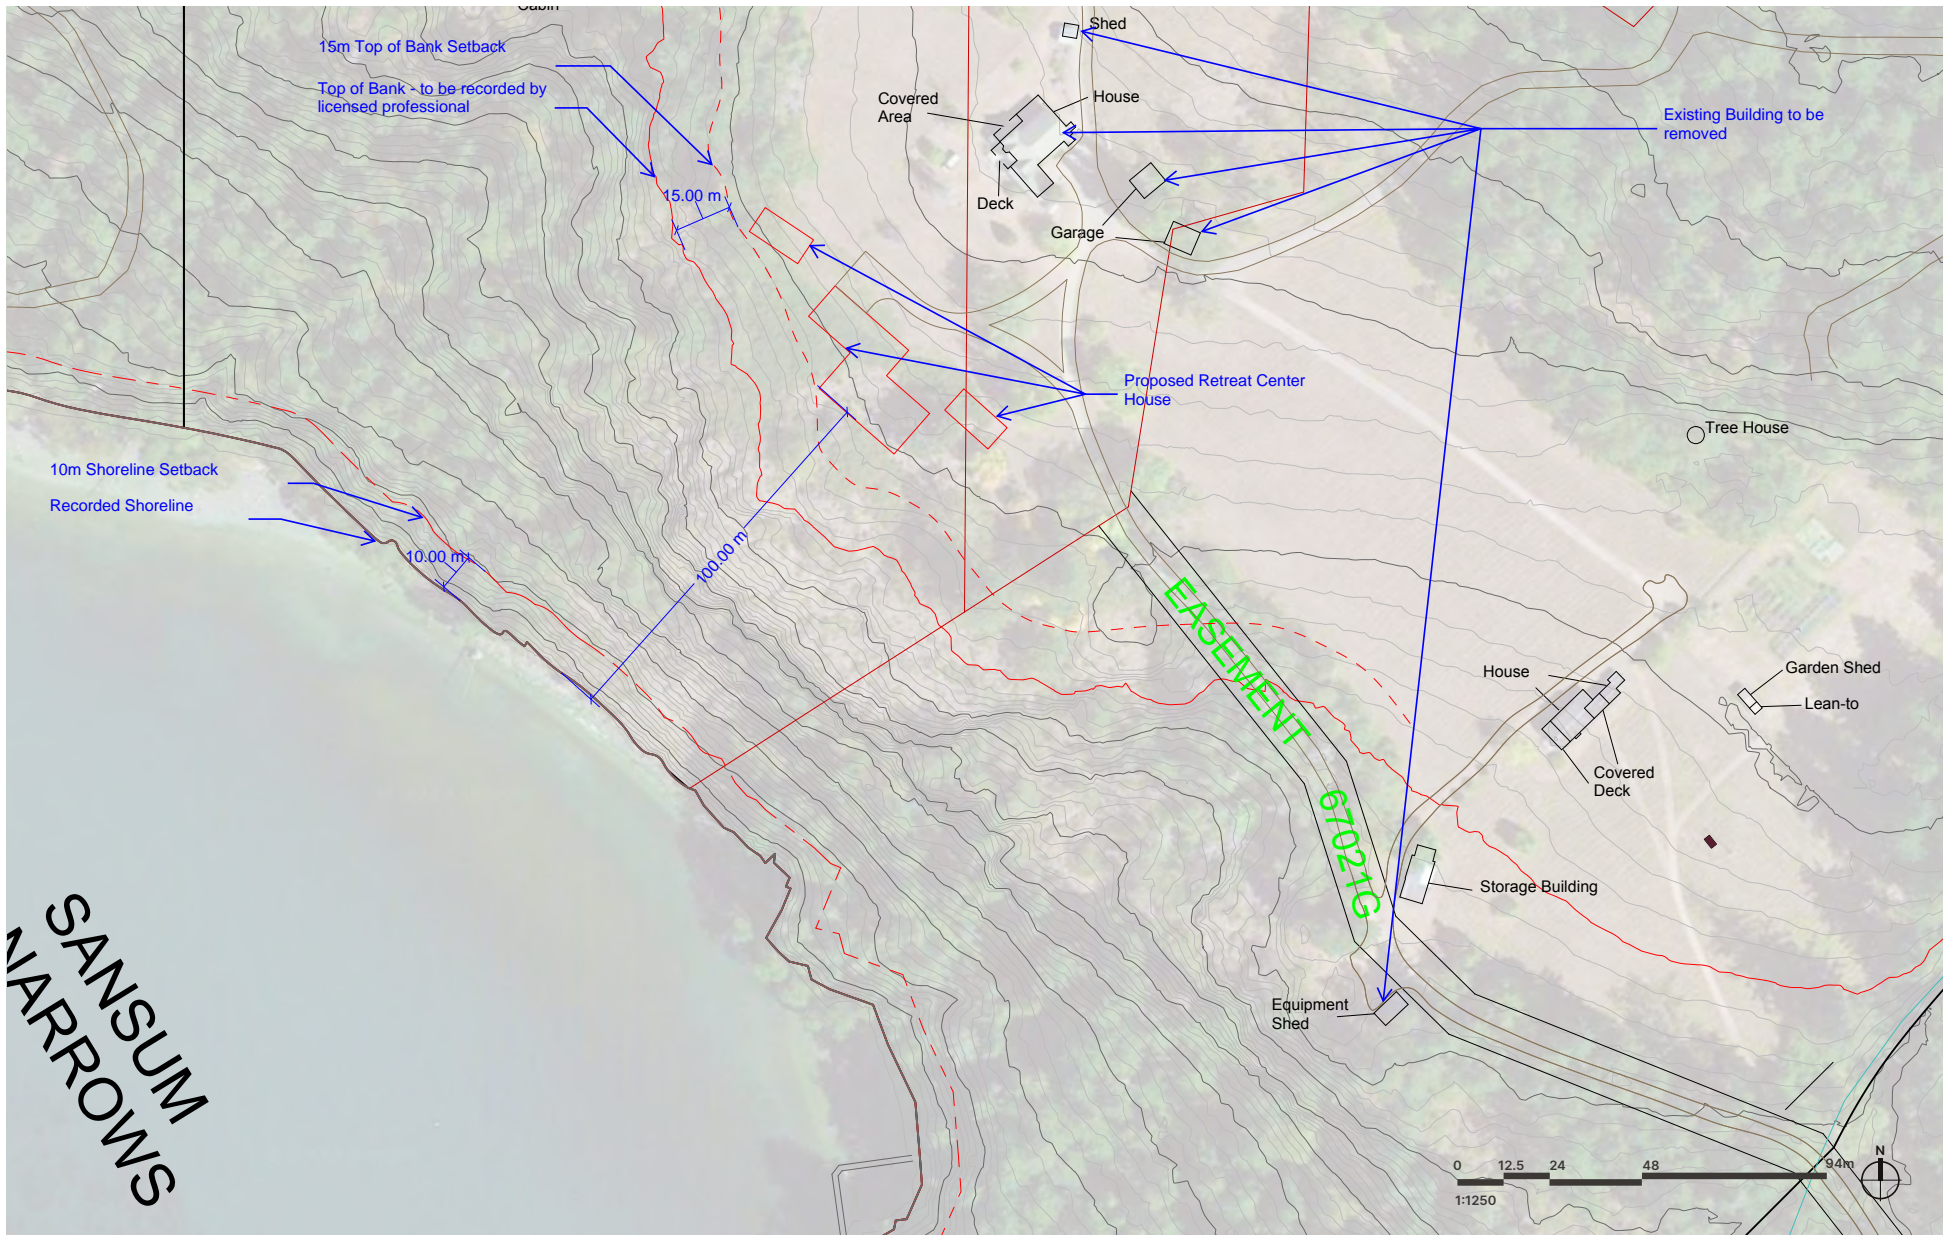 Cabin
15m Top of Bank Setback
Top of Bank - to be recorded by
licensed professional
Shed
House
Covered
Area
Deck
Garage
Existing Building to be
removed
15.00 m
Proposed Retreat Center
House
Tree House
10m Shoreline Setback
Recorded Shoreline
10.00 m
100.00 m
EASEMENT
67021G
House
Garden Shed
Lean-to
Covered
Deck
Storage Building
Equipment
Shed
SANSUM
NARROWS
0 12.5 24 48 94m
1:1250
N